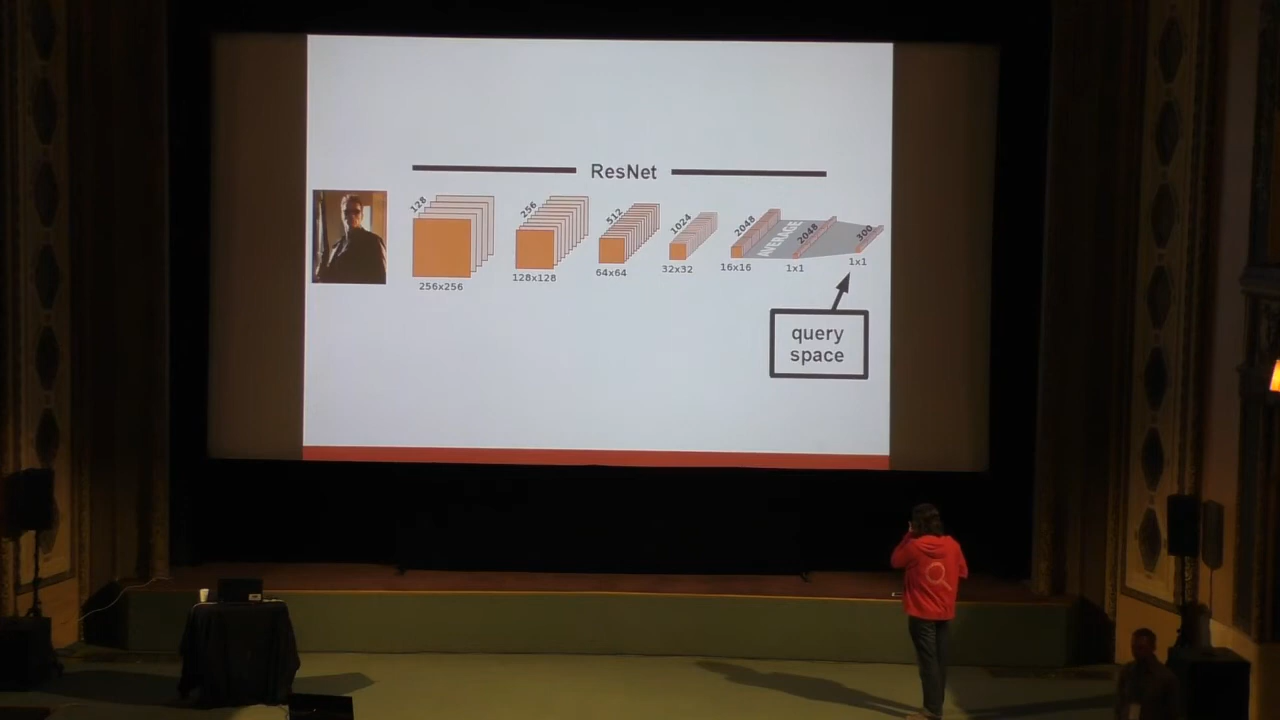 ResNet
128
256
512
1024
2048
AVERAGE
2048
300
256x256
128x128
64x64
32x32
16x16
1x1
1x1
query
space